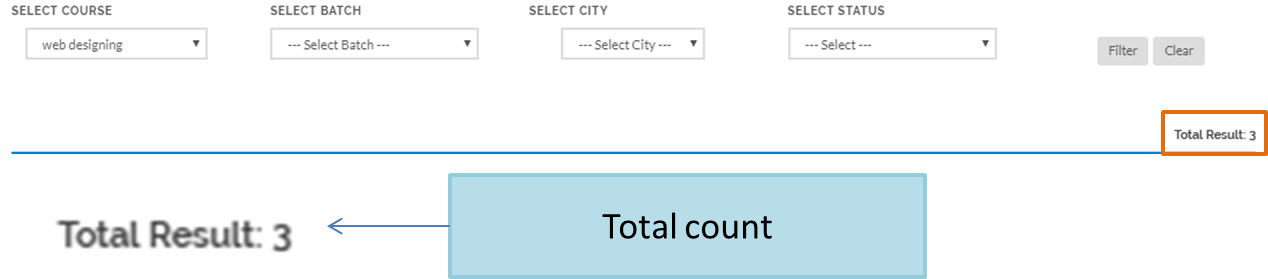 SELECT COURSE SELECT BATCH SELECT CITY SELECT STATUS
web designing --- Select Batch --- --- Select City --- --- Select --- Filter Clear
Total Result: 3
Total Result: 3 Total count